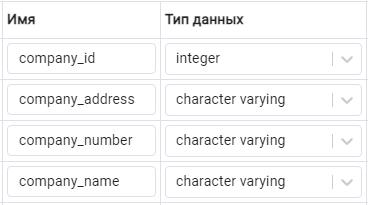 Имя Тип данных
company_id integer
company_address character varying
company_number character varying
company_name character varying